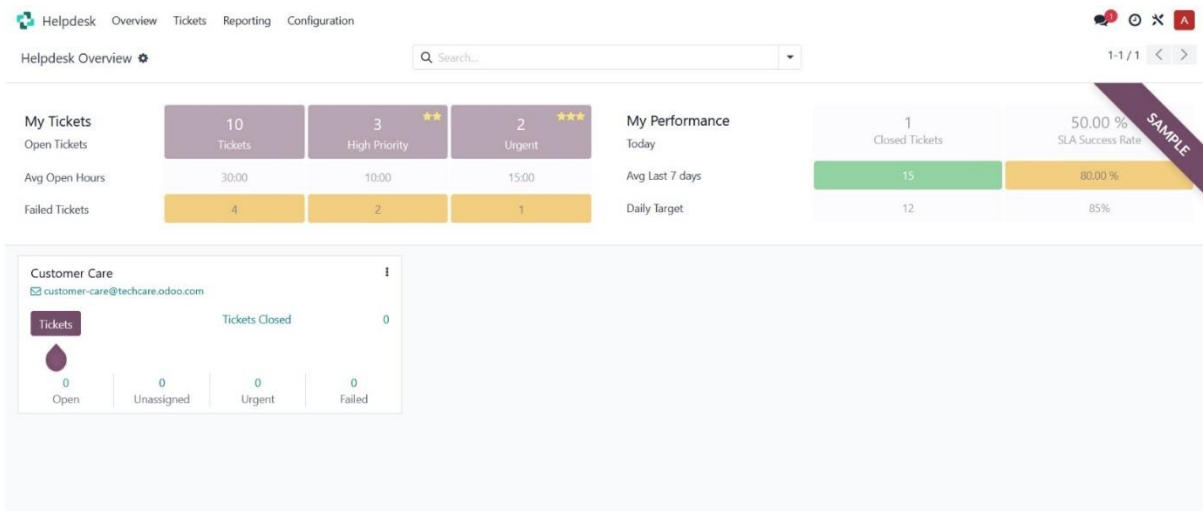 Helpdesk Overview Tickets Reporting Configuration 1 A
Helpdesk Overview Search... 1-1 / 1
My Tickets 10 3 2 My Performance 1 50.00 % SAMPLE
Open Tickets Tickets High Priority Urgent Today Closed Tickets SLA Success Rate
Avg Open Hours 30:00 10:00 15:00 Avg Last 7 days 15 80.00 %
Failed Tickets 4 2 1 Daily Target 12 85%
Customer Care
customer-care@techcare.odoo.com
Tickets Tickets Closed 0
0 0 0 0
Open Unassigned Urgent Failed